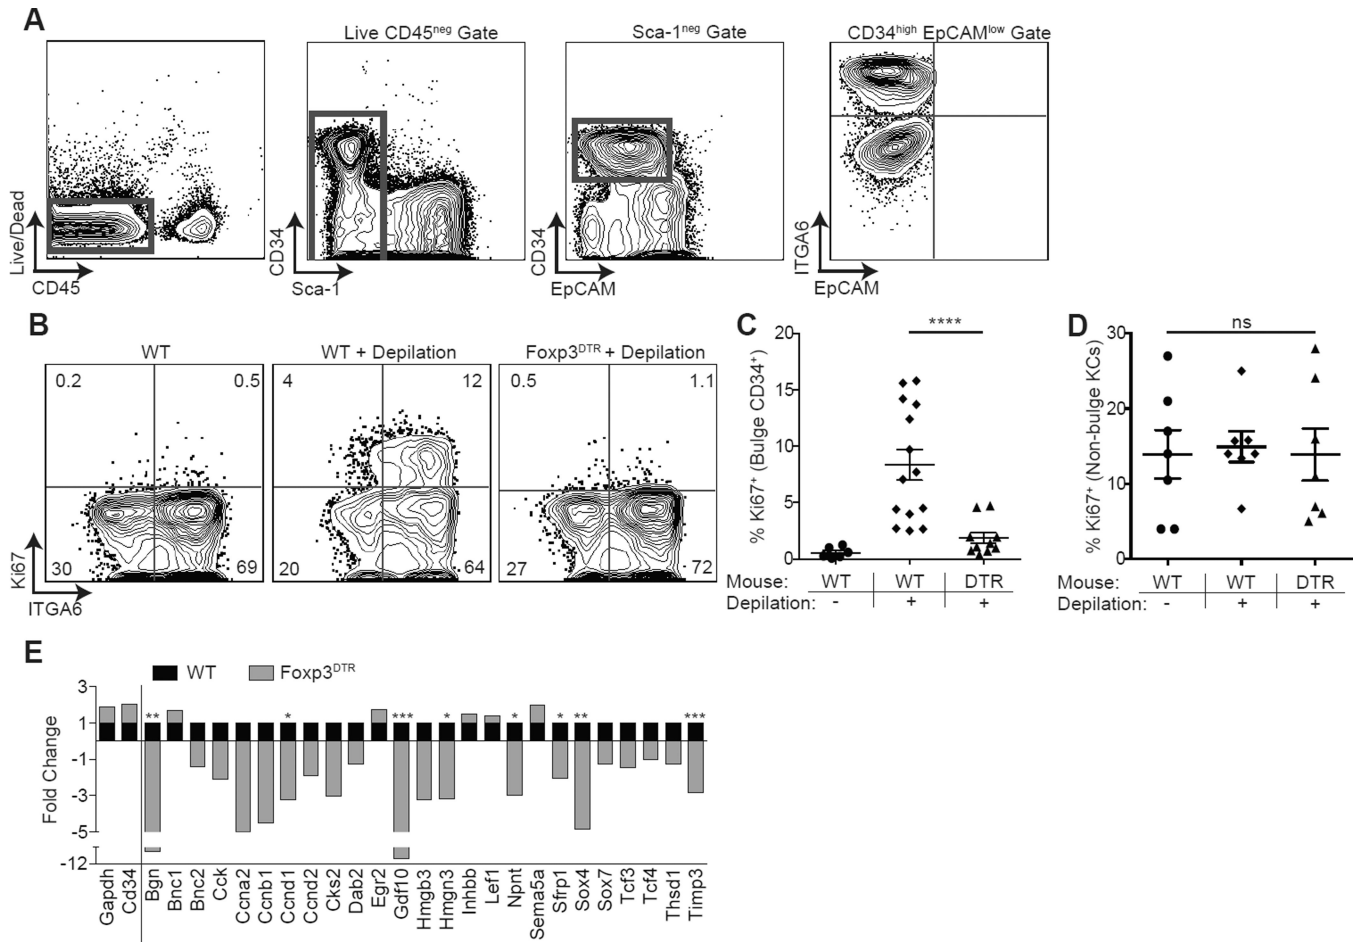 A
Live CD45neg Gate
Sca-1neg Gate
CD34high EpCAMlow Gate
Live/Dead
CD45
CD34
Sca-1
CD34
EpCAM
ITGA6
EpCAM
B
WT
WT + Depilation
Foxp3DTR + Depilation
0.2
0.5
30
69
4
12
20
64
0.5
1.1
27
72
Ki67
ITGA6
C
% Ki67+ (Bulge CD34+)
20
15
10
5
0
****
Mouse: WT WT DTR
Depilation: - + +
D
% Ki67+ (Non-bulge KCs)
30
20
10
0
ns
Mouse: WT WT DTR
Depilation: - + +
E
WT
Foxp3DTR
Fold Change
3
1
-1
-3
-5
-12
** * *** * * * ** ***
Gapdh
Cd34
Bgn
Bnc1
Bnc2
Cck
Ccna2
Ccnb1
Ccnd1
Ccnd2
Cks2
Dab2
Egr2
Gdf10
Hmgb3
Hmgn3
Inhbb
Lef1
Npnt
Sema5a
Sfrp1
Sox4
Sox7
Tcf3
Tcf4
Thsd1
Timp3